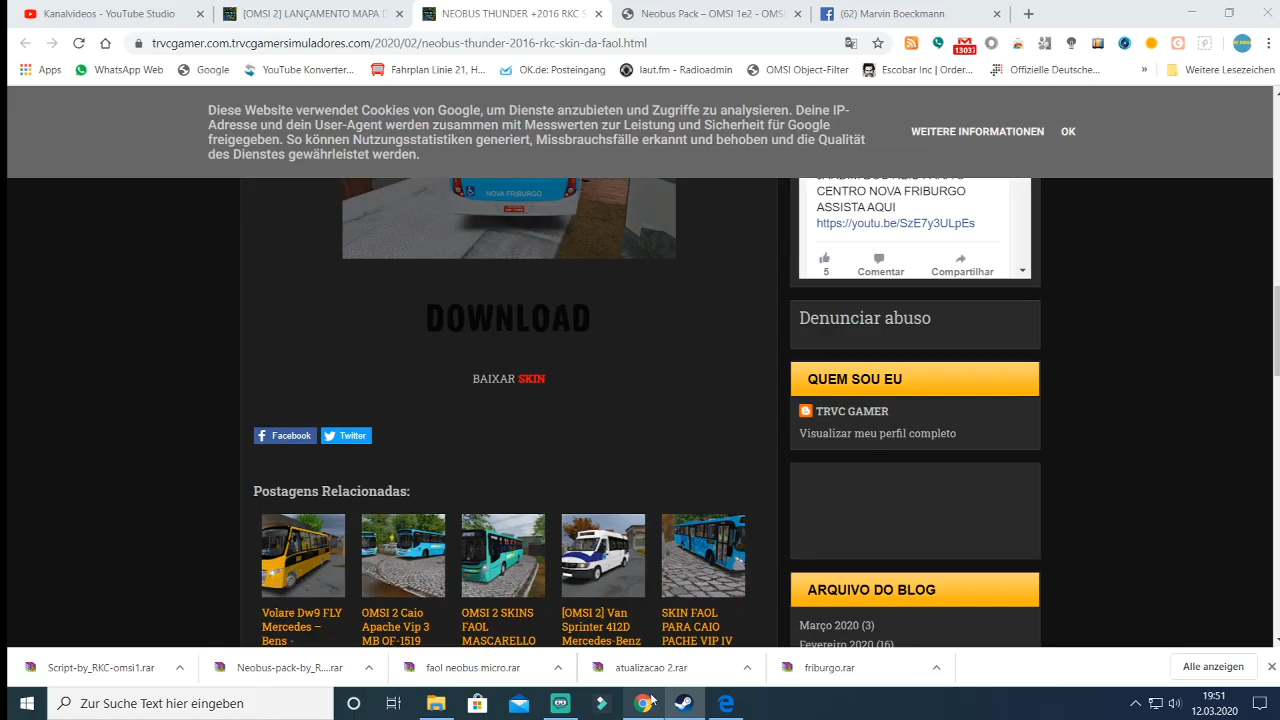 Kanalvideos - YouTube
[OMSI 2] LANÇAMENTO MAPA D
NEOBUS THUNDER +2016 RKC S
Neobus Pack – OMSI e2 - OMSI
(62) Marvin Boeckmann
trvcgamer.com.trvcgamersimuladores.com/2020/02/neobus-thunder-2016-rkc-skin-da-faol.html
13037
Apps
WhatsApp Web
Google
YouTube Konverter...
Fahrplan Linie 21, H...
OK.de: Posteingang
laut.fm - Radioadmin
OMSI Object-Filter
Escobar Inc | Order...
Offizielle Deutsche...
»
Weitere Lesezeichen
Diese Website verwendet Cookies von Google, um Dienste anzubieten und Zugriffe zu analysieren. Deine IP-
Adresse und dein User-Agent werden zusammen mit Messwerten zur Leistung und Sicherheit für Google
freigegeben. So können Nutzungsstatistiken generiert, Missbrauchsfälle erkannt und behoben und die Qualität
des Dienstes gewährleistet werden.
WEITERE INFORMATIONEN
OK
NOVA FRIBURGO
CENTRO NOVA FRIBURGO
ASSISTA AQUI
https://youtu.be/SzE7y3ULpEs
5
Comentar
Compartilhar
DOWNLOAD
BAIXAR SKIN
Facebook
Twitter
Denunciar abuso
QUEM SOU EU
TRVC GAMER
Visualizar meu perfil completo
Postagens Relacionadas:
Volare Dw9 FLY
Mercedes –
Bens -
OMSI 2 Caio
Apache Vip 3
MB OF-1519
OMSI 2 SKINS
FAOL
MASCARELLO
[OMSI 2] Van
Sprinter 412D
Mercedes-Benz
SKIN FAOL
PARA CAIO
PACHE VIP IV
ARQUIVO DO BLOG
Março 2020 (3)
Fevereiro 2020 (16)
Script-by_RKC-omsi1.rar
Neobus-pack-by_R....rar
faol neobus micro.rar
atualizacao 2.rar
friburgo.rar
Alle anzeigen
Zur Suche Text hier eingeben
19:51
12.03.2020